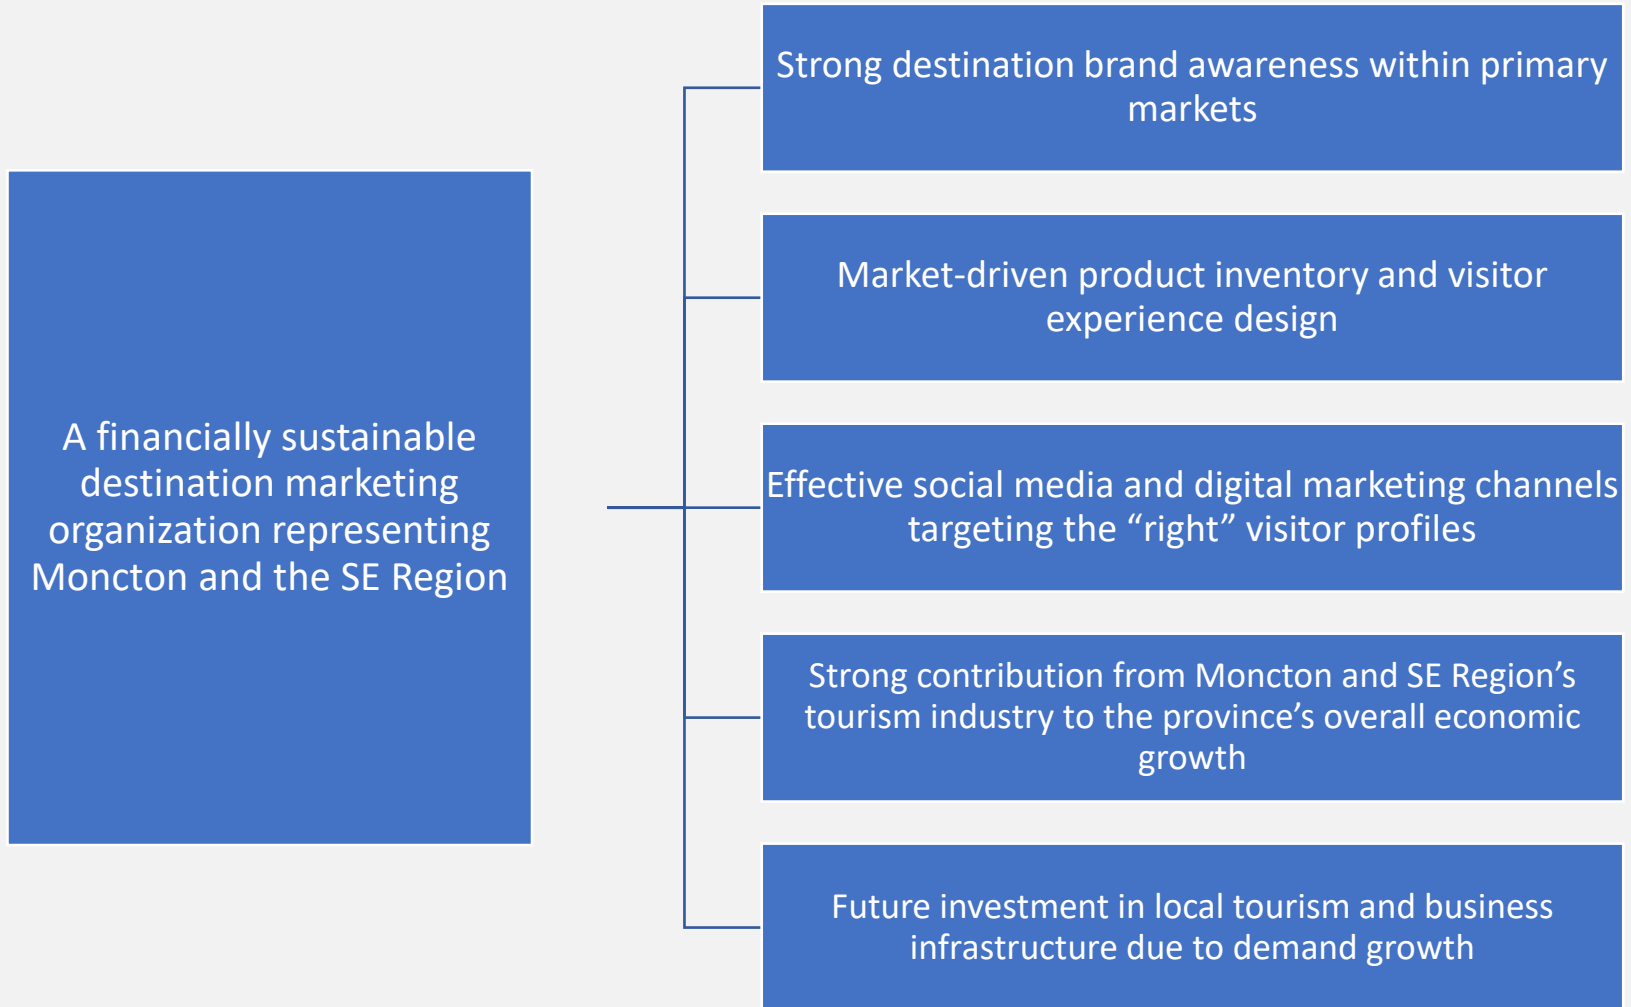 A financially sustainable
destination marketing
organization representing
Moncton and the SE Region
Strong destination brand awareness within primary
markets
Market-driven product inventory and visitor
experience design
Effective social media and digital marketing channels
targeting the “right” visitor profiles
Strong contribution from Moncton and SE Region’s
tourism industry to the province’s overall economic
growth
Future investment in local tourism and business
infrastructure due to demand growth